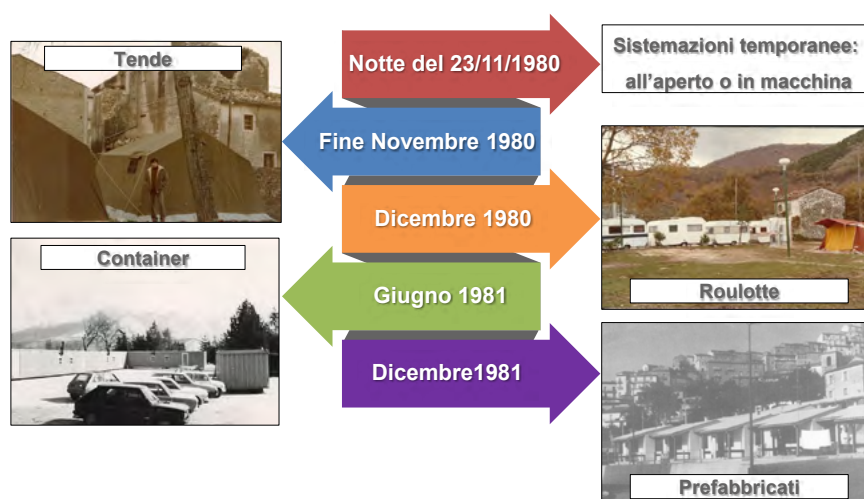 Tende
Notte del 23/11/1980
Sistemazioni temporanee:
all'aperto o in macchina
Fine Novembre 1980
Dicembre 1980
Container
Giugno 1981
Roulotte
Dicembre1981
Prefabbricati